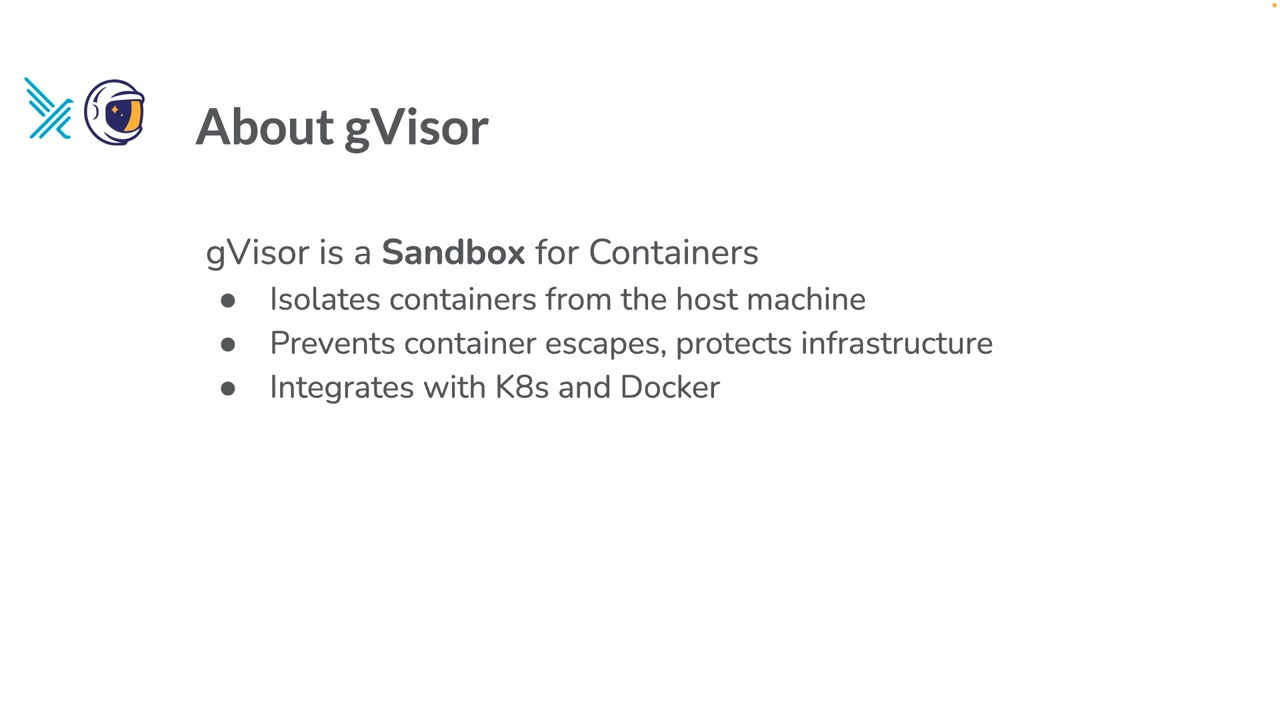 About gVisor
gVisor is a Sandbox for Containers
● Isolates containers from the host machine
● Prevents container escapes, protects infrastructure
● Integrates with K8s and Docker